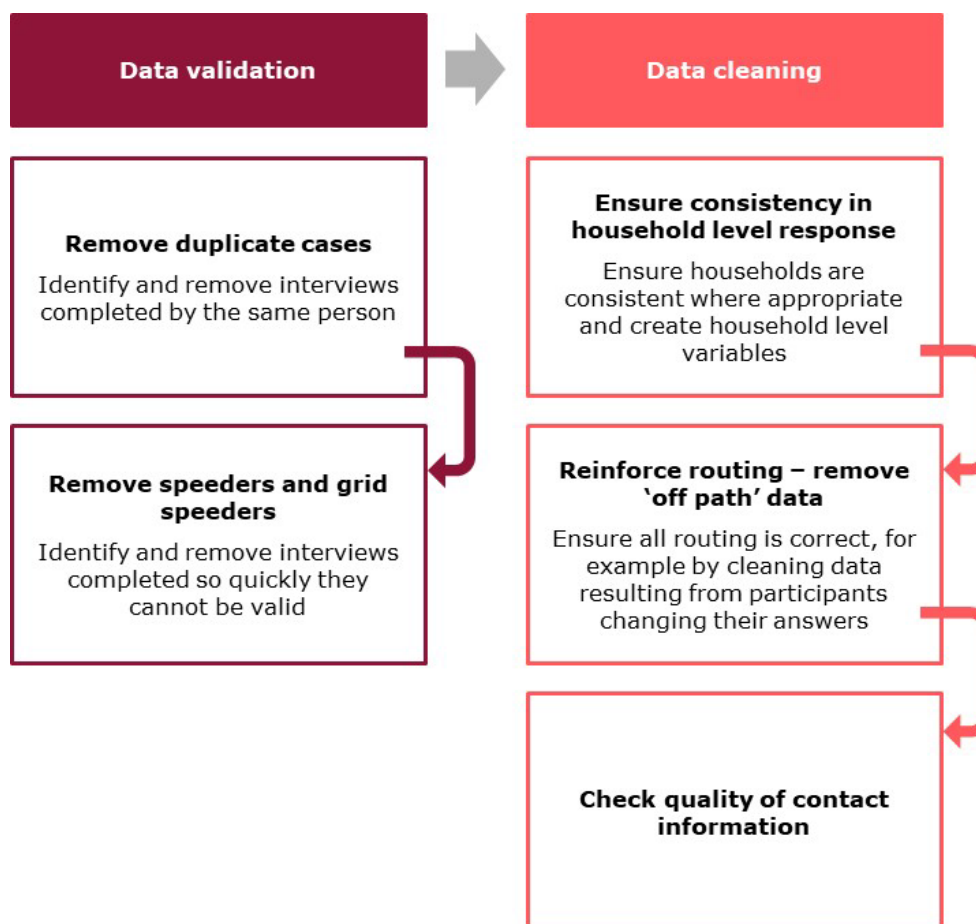 Data validation
Data cleaning
Remove duplicate cases
Identify and remove interviews
completed by the same person
Remove speeders and grid
speeders
Identify and remove interviews
completed so quickly they
cannot be valid
Ensure consistency in
household level response
Ensure households are
consistent where appropriate
and create household level
variables
Reinforce routing – remove
‘off path’ data
Ensure all routing is correct, for
example by cleaning data
resulting from participants
changing their answers
Check quality of contact
information